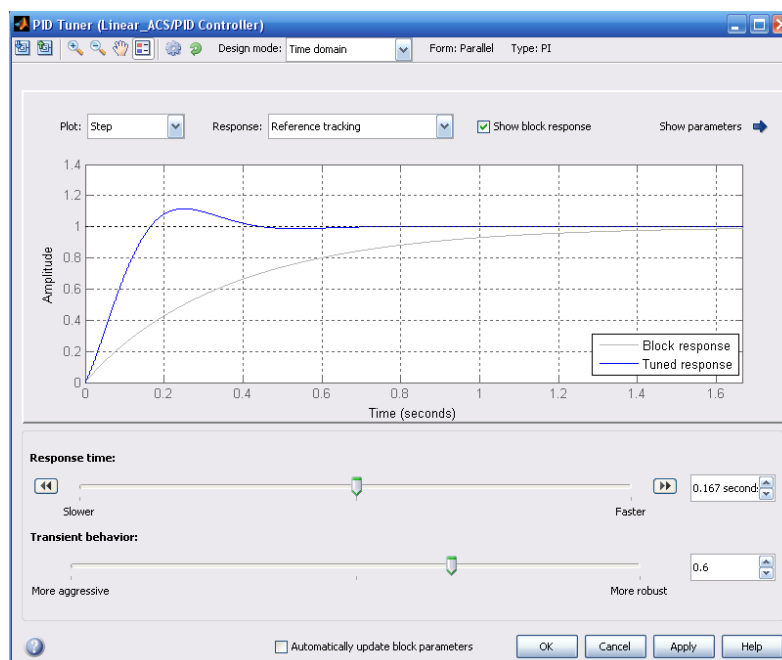 PID Tuner (Linear_ACS/PID Controller)
Design mode: Time domain Form: Parallel Type: PI
Plot: Step Response: Reference tracking Show block response Show parameters
1.4
1.2
1
0.8
0.6
0.4
0.2
0
Amplitude
0 0.2 0.4 0.6 0.8 1 1.2 1.4 1.6
Time (seconds)
Block response
Tuned response
Response time:
0.167 second
Slower Faster
Transient behavior:
0.6
More aggressive More robust
Automatically update block parameters OK Cancel Apply Help